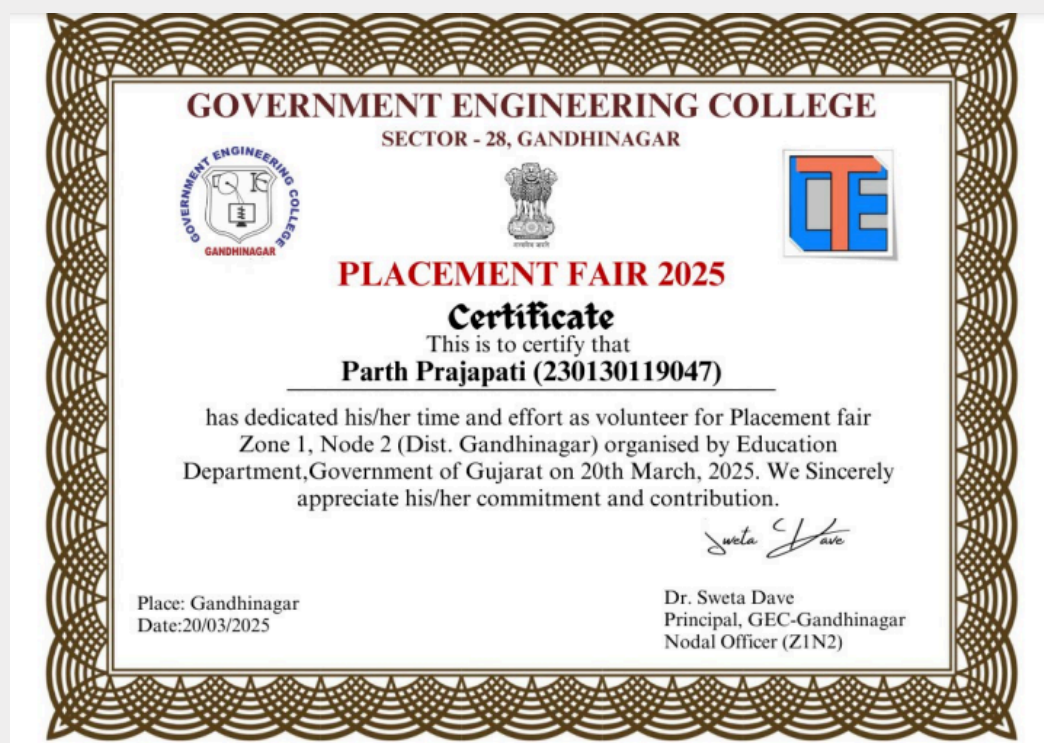 GOVERNMENT ENGINEERING COLLEGE
SECTOR - 28, GANDHINAGAR
GOVERNMENT ENGINEERING COLLEGE
GANDHINAGAR
सत्यमेव जयते
CTE
PLACEMENT FAIR 2025
Certificate
This is to certify that
Parth Prajapati (230130119047)
has dedicated his/her time and effort as volunteer for Placement fair
Zone 1, Node 2 (Dist. Gandhinagar) organised by Education
Department,Government of Gujarat on 20th March, 2025. We Sincerely
appreciate his/her commitment and contribution.
Sweta Dave
Place: Gandhinagar
Date:20/03/2025
Dr. Sweta Dave
Principal, GEC-Gandhinagar
Nodal Officer (Z1N2)